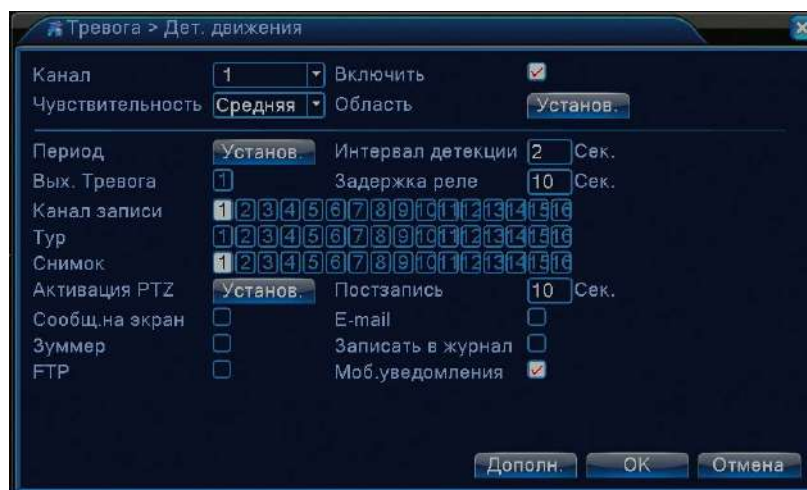 Тревога > Дет. движения
Канал 1 Включить
Чувствительность Средняя Область Установ.
Период Установ. Интервал детекции 2 Сек.
Вых. Тревога 1 Задержка реле 10 Сек.
Канал записи 1 2 3 4 5 6 7 8 9 10 11 12 13 14 15 16
Тур 1 2 3 4 5 6 7 8 9 10 11 12 13 14 15 16
Снимок 1 2 3 4 5 6 7 8 9 10 11 12 13 14 15 16
Активация PTZ Установ. Постзапись 10 Сек.
Сообщ.на экран E-mail
Зуммер Записать в журнал
FTP Моб.уведомления
Дополн. OK Отмена